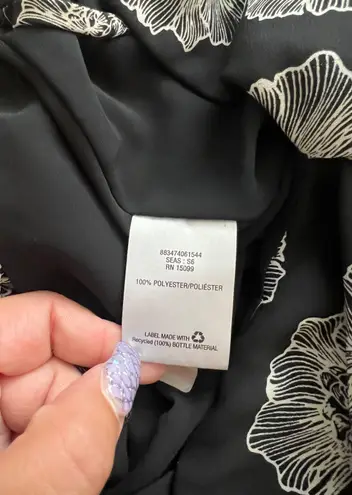 883474061544
SEAS : S6
RN 15099
100% POLYESTER/POLIÉSTER
LABEL MADE WITH
Recycled (100%) BOTTLE MATERIAL